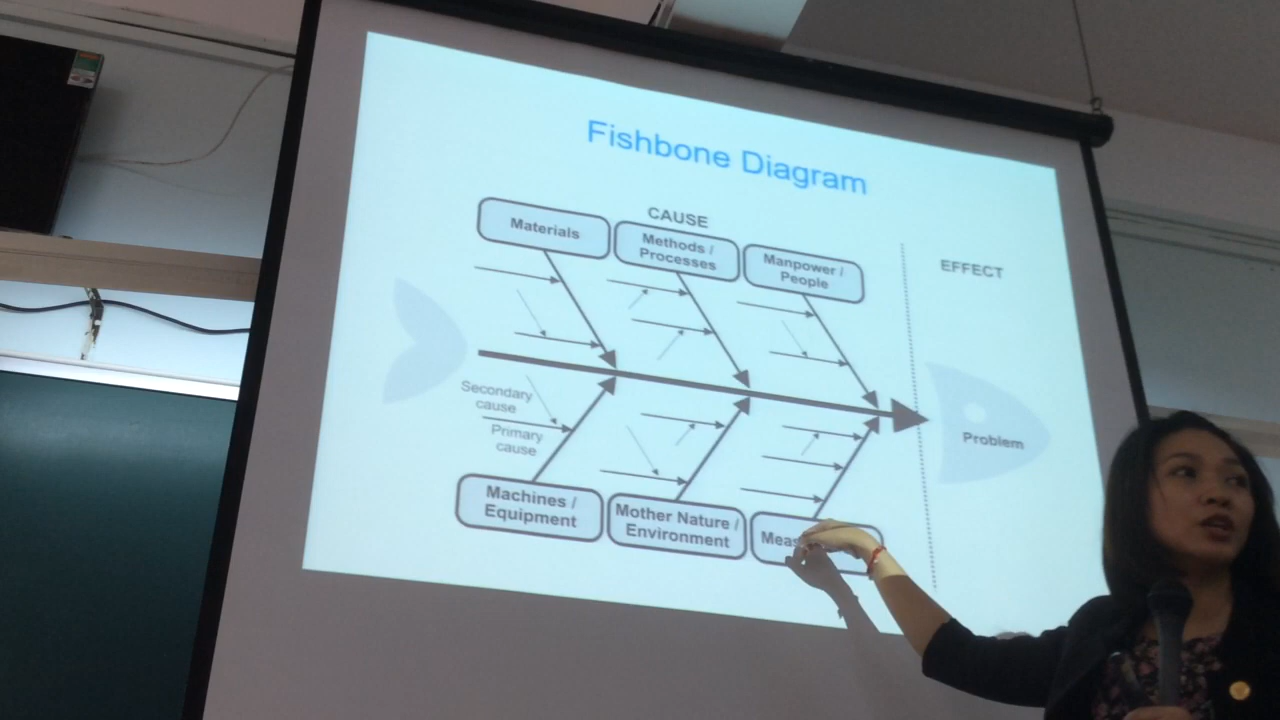 Fishbone Diagram
CAUSE
EFFECT
Materials
Methods /
Processes
Manpower /
People
Secondary
cause
Primary
cause
Problem
Machines /
Equipment
Mother Nature /
Environment